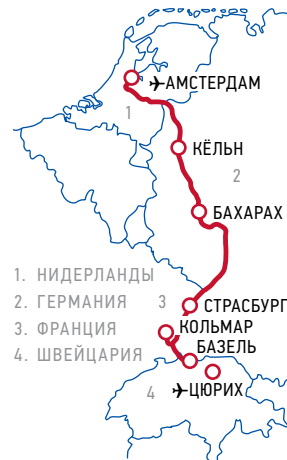 АМСТЕРДАМ
1
КЁЛЬН
2
БАХАРАХ
1. НИДЕРЛАНДЫ
2. ГЕРМАНИЯ
3. ФРАНЦИЯ
4. ШВЕЙЦАРИЯ
3
СТРАСБУРГ
КОЛЬМАР
БАЗЕЛЬ
4
ЦЮРИХ